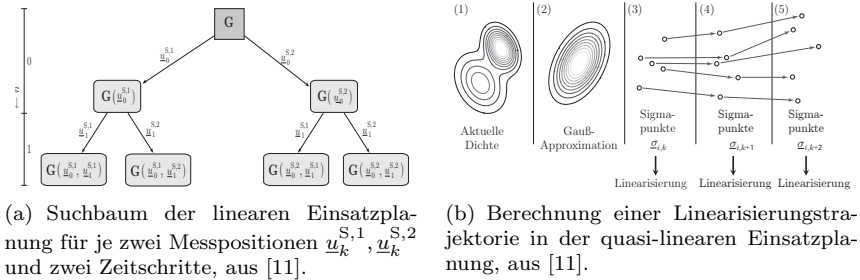 G
u_0^{S,1} u_0^{S,2}
0
← n
G(u_0^{S,1}) G(u_0^{S,2})
u_1^{S,1} u_1^{S,2} u_1^{S,1} u_1^{S,2}
1
G(u_0^{S,1}, u_1^{S,1}) G(u_0^{S,1}, u_1^{S,2}) G(u_0^{S,2}, u_1^{S,1}) G(u_0^{S,2}, u_1^{S,2})
(a) Suchbaum der linearen Einsatzpla-
nung für je zwei Messpositionen u_k^{S,1}, u_k^{S,2}
und zwei Zeitschritte, aus [11].
(1) (2) (3) (4) (5)
Aktuelle
Dichte
Gauß-
Approximation
Sigma-
punkte
σ_{i,k}
Linearisierung
Sigma-
punkte
σ_{i,k+1}
Linearisierung
Sigma-
punkte
σ_{i,k+2}
Linearisierung
(b) Berechnung einer Linearisierungstra-
jektorie in der quasi-linearen Einsatzpla-
nung, aus [11].